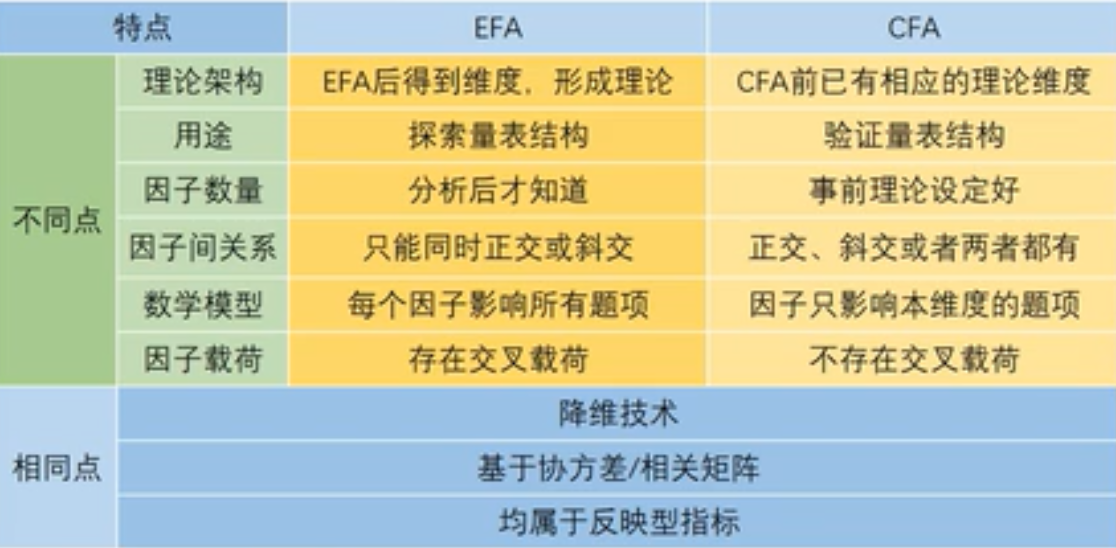 特点 EFA CFA
理论架构 EFA后得到维度，形成理论 CFA前已有相应的理论维度
用途 探索量表结构 验证量表结构
因子数量 分析后才知道 事前理论设定好
不同点
因子间关系 只能同时正交或斜交 正交、斜交或者两者都有
数学模型 每个因子影响所有题项 因子只影响本维度的题项
因子载荷 存在交叉载荷 不存在交叉载荷
降维技术
相同点 基于协方差/相关矩阵
均属于反映型指标